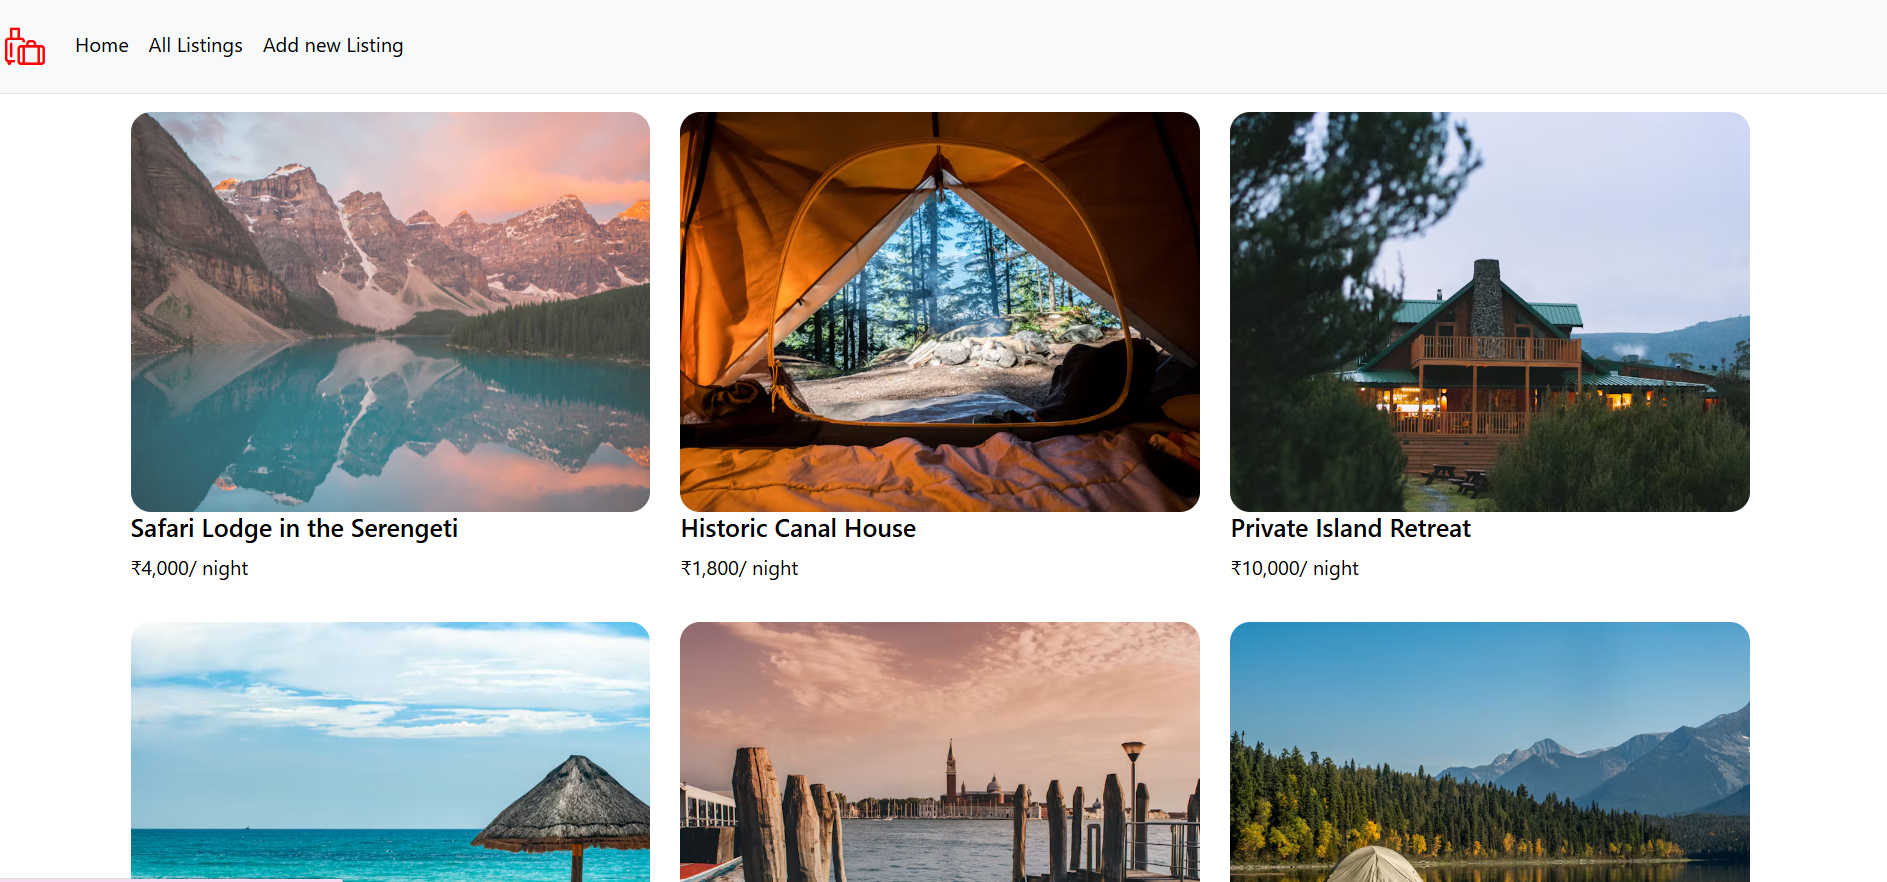 Home All Listings Add new Listing
Safari Lodge in the Serengeti
₹4,000/ night
Historic Canal House
₹1,800/ night
Private Island Retreat
₹10,000/ night